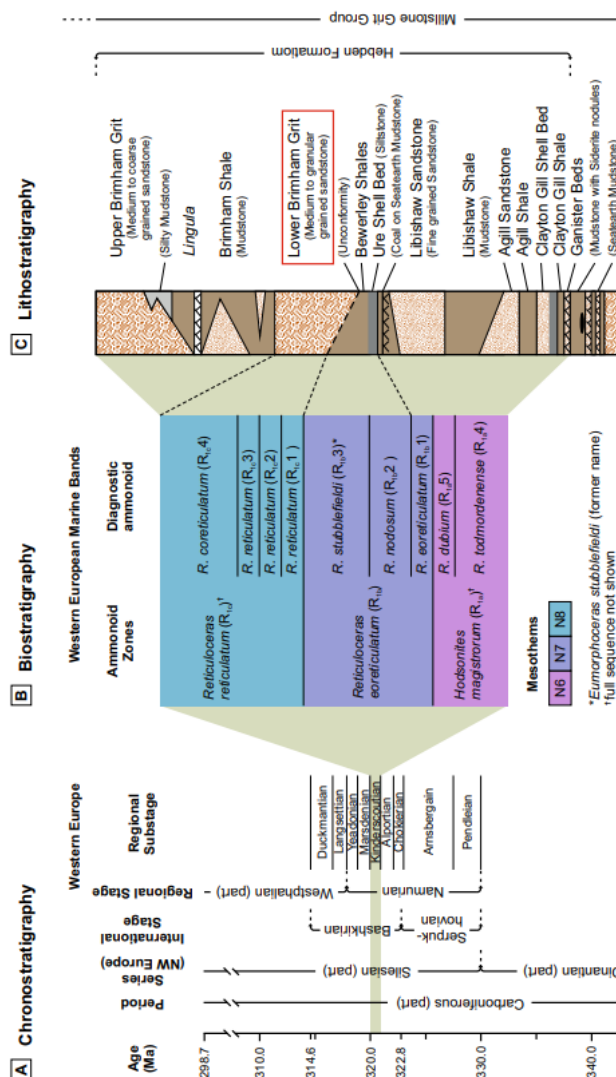 A Chronostratigraphy
Age
(Ma)
298.7
310.0
314.6
320.0
322.8
330.0
340.0
Period
Carboniferous (part)
Series
(NW Europe)
Silesian (part)
Dinantian (part)
International
Stage
Bashkirian
Serpuk-
hovian
Western Europe
Regional Stage
Westphalian (part)
Namurian
Regional
Substage
Duckmantian
Langsettian
Yeadonian
Marsdenian
Kinderscoutian
Alportian
Chokerian
Arnsbergain
Pendleian
B Biostratigraphy
Western European Marine Bands
Ammonoid
Zones
Diagnostic
ammonoid
Reticuloceras
reticulatum (R1c)†
R. coreticulatum (R1c4)
R. reticulatum (R1c3)
R. reticulatum (R1c2)
R. reticulatum (R1c1)
Reticuloceras
eoreticulatum (R1b)
R. stubblefieldi (R1b3)*
R. nodosum (R1b2)
R. eoreticulatum (R1b1)
Hodsonites
magistrorum (R1a)†
R. dubium (R1a5)
R. todmordenense (R1a4)
Mesothems
N6 N7 N8
*Eumorphoceras stubblefieldi (former name)
†full sequence not shown
C Lithostratigraphy
Upper Brimham Grit
(Medium to coarse
grained sandstone)
(Silty Mudstone)
Lingula
Brimham Shale
(Mudstone)
Lower Brimham Grit
(Medium to granular
grained sandstone)
(Unconformity)
Bewerley Shales
Ure Shell Bed (Siltstone)
(Coal on Seatearth Mudstone)
Libishaw Sandstone
(Fine grained Sandstone)
Libishaw Shale
(Mudstone)
Agill Sandstone
Agill Shale
Clayton Gill Shell Bed
Clayton Gill Shale
Ganister Beds
(Mudstone with Siderite nodules)
(Seatearth Mudstone)
Hebden Formation
Millstone Grit Group